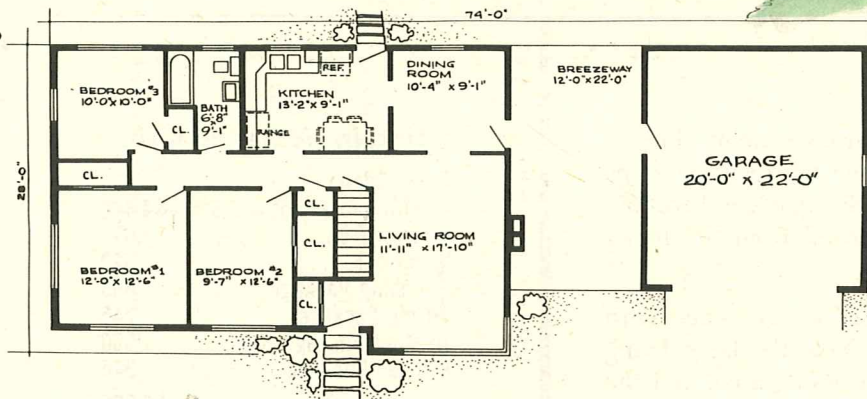 74'-0"
28'-0"
BEDROOM #3
10'-0" x 10'-0"
CL.
BATH
6'-8"
x
9'-1"
KITCHEN
13'-2" x 9'-1"
REF.
RANGE
DINING
ROOM
10'-4" x 9'-1"
BREEZEWAY
12'-0" x 22'-0"
GARAGE
20'-0" x 22'-0"
CL.
BEDROOM #1
12'-0" x 12'-6"
BEDROOM #2
9'-7" x 12'-6"
CL.
CL.
CL.
LIVING ROOM
11'-11" x 17'-10"